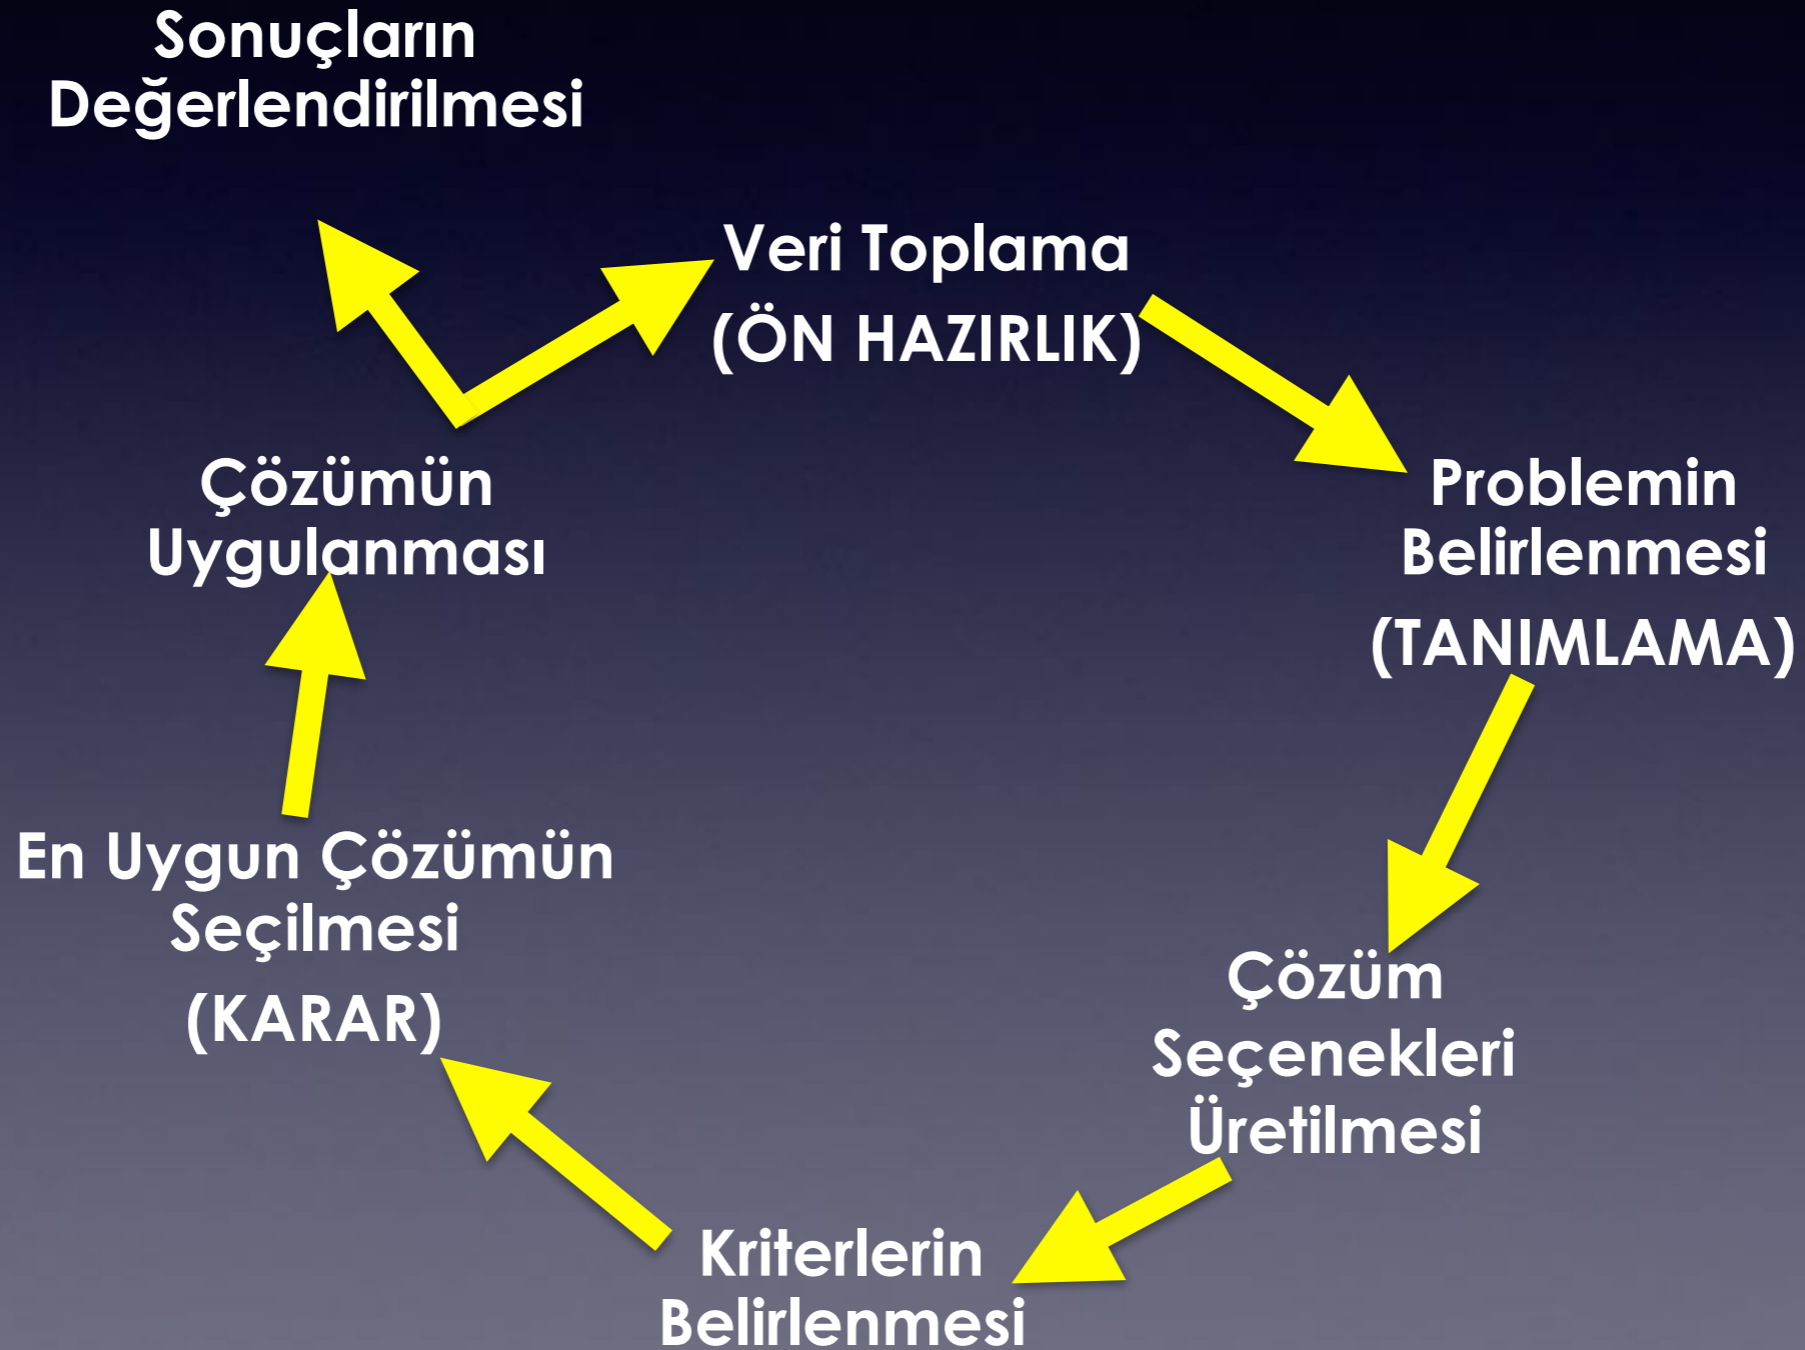 Sonuçların
Değerlendirilmesi
Veri Toplama
(ÖN HAZIRLIK)
Problemin
Belirlenmesi
(TANIMLAMA)
Çözüm
Seçenekleri
Üretilmesi
Kriterlerin
Belirlenmesi
En Uygun Çözümün
Seçilmesi
(KARAR)
Çözümün
Uygulanması